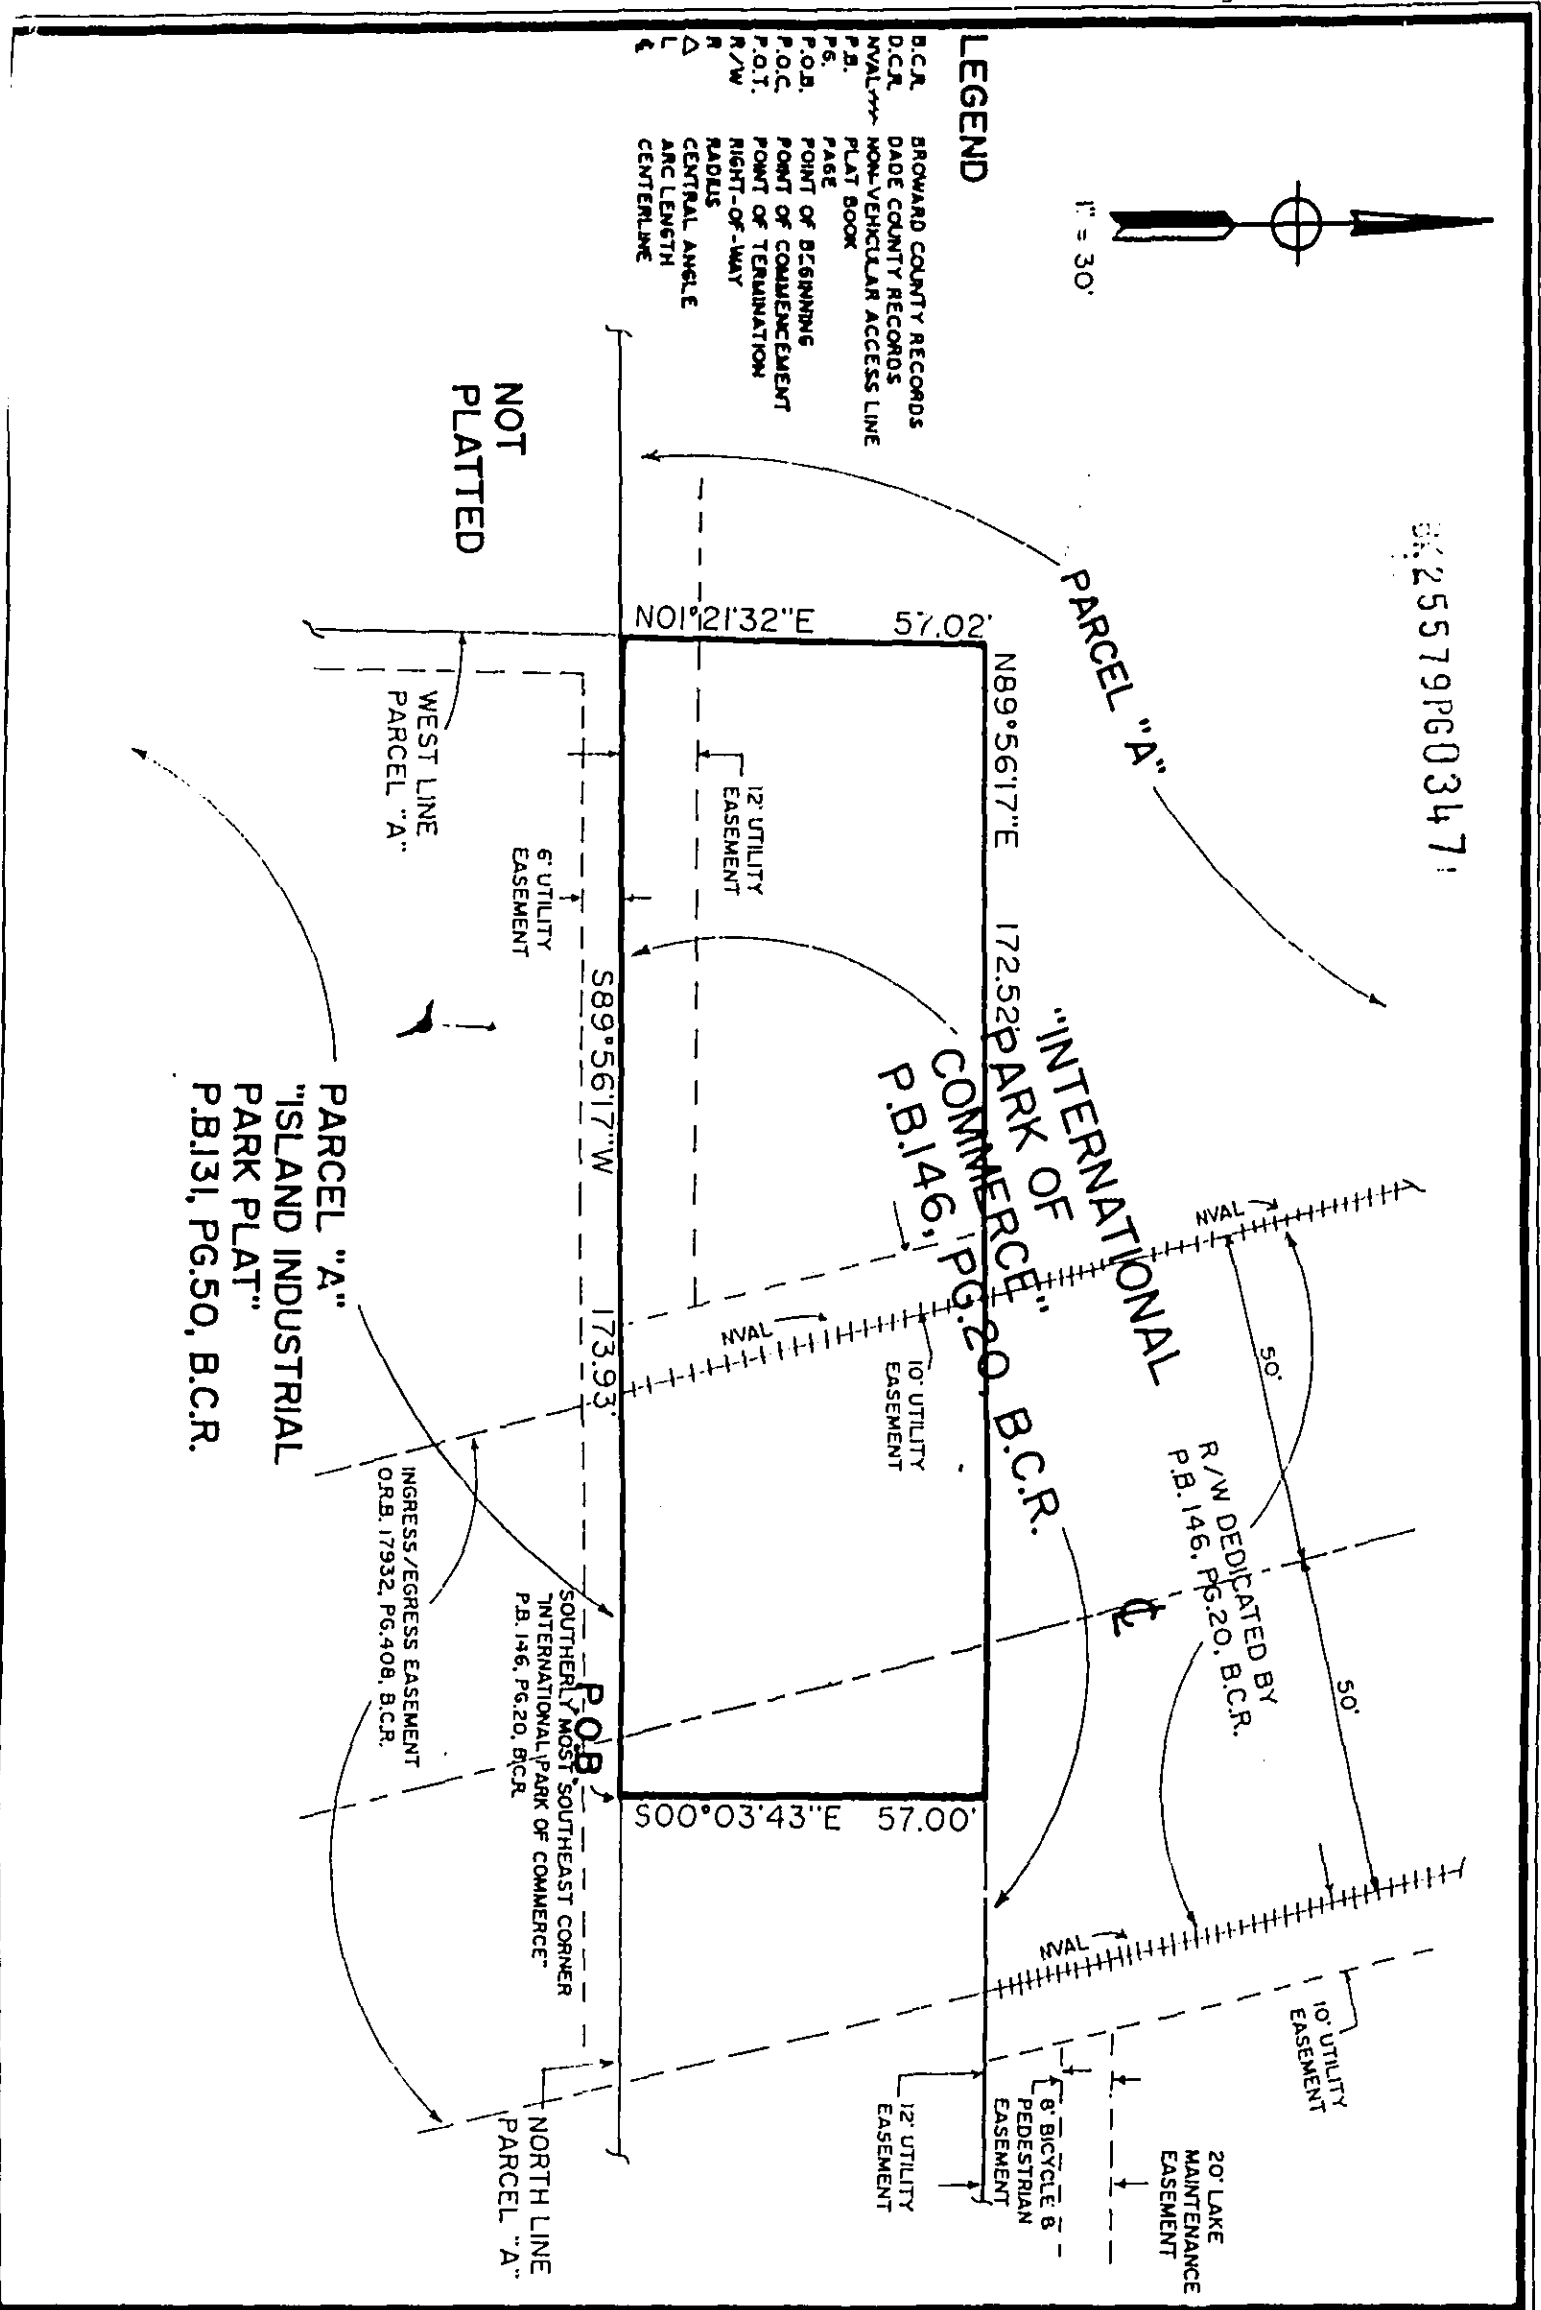 BK25579PG0347
1" = 30'
LEGEND
B.C.R. BROWARD COUNTY RECORDS
D.C.R. DADE COUNTY RECORDS
NVAL NON-VEHICULAR ACCESS LINE
P.B. PLAT BOOK
PG. PAGE
P.O.B. POINT OF BEGINNING
P.O.C. POINT OF COMMENCEMENT
P.O.T. POINT OF TERMINATION
R/W RIGHT-OF-WAY
R RADIUS
Δ CENTRAL ANGLE
L ARC LENGTH
℄ CENTERLINE
PARCEL "A"
"INTERNATIONAL
PARK OF
COMMERCE"
P.B.146, PG.20, B.C.R.
NVAL
50'
50'
R/W DEDICATED BY
P.B. 146, PG.20, B.C.R.
℄
NVAL
10' UTILITY
EASEMENT
20' LAKE
MAINTENANCE
EASEMENT
8' BICYCLE &
PEDESTRIAN
EASEMENT
12' UTILITY
EASEMENT
N89°56'17"E 172.52'
N01°21'32"E 57.02'
12' UTILITY
EASEMENT
NVAL
10' UTILITY
EASEMENT
S00°03'43"E 57.00'
S89°56'17"W 173.93'
P.O.B.
SOUTHERLY MOST SOUTHEAST CORNER
"INTERNATIONAL PARK OF COMMERCE"
P.B. 146, PG.20, B.C.R.
NOT
PLATTED
WEST LINE
PARCEL "A"
6' UTILITY
EASEMENT
INGRESS/EGRESS EASEMENT
O.R.B. 17932, PG.408, B.C.R.
NORTH LINE
PARCEL "A"
PARCEL "A"
"ISLAND INDUSTRIAL
PARK PLAT"
P.B.131, PG.50, B.C.R.